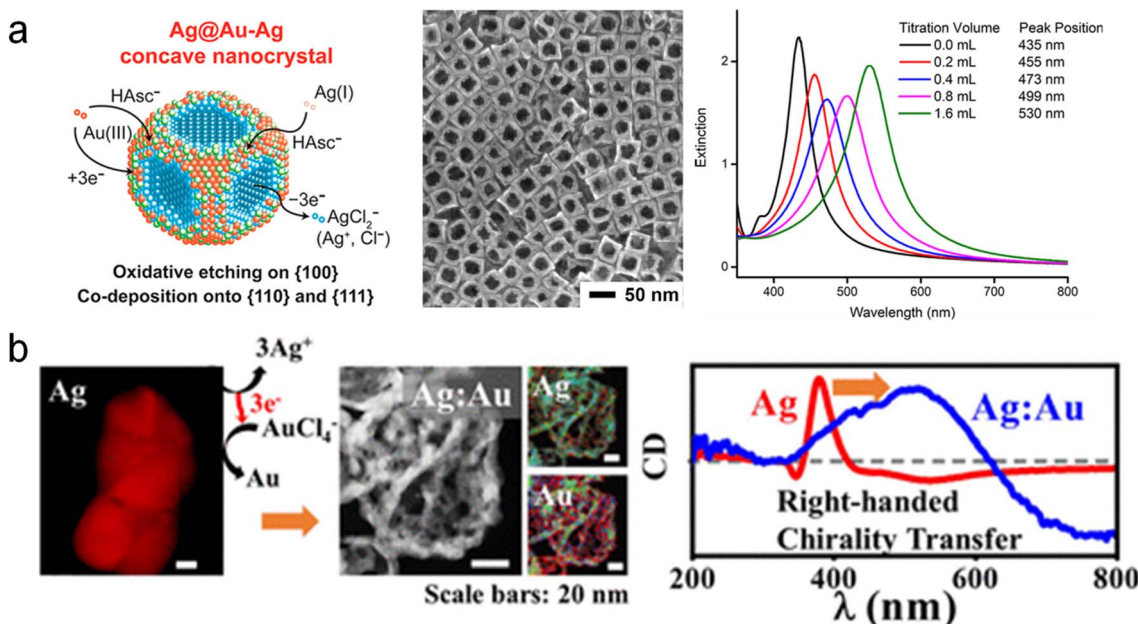 a
Ag@Au-Ag
concave nanocrystal
HAsc⁻
Ag(I)
Au(III)
HAsc⁻
+3e⁻
−3e⁻
AgCl₂⁻
(Ag⁺, Cl⁻)
Oxidative etching on {100}
Co-deposition onto {110} and {111}
50 nm
Titration Volume Peak Position
0.0 mL 435 nm
0.2 mL 455 nm
0.4 mL 473 nm
0.8 mL 499 nm
1.6 mL 530 nm
Extinction
2
1
0
400 500 600 700 800
Wavelength (nm)
b
Ag
3Ag⁺
3e⁻
AuCl₄⁻
Au
Ag:Au
Ag
Au
Scale bars: 20 nm
CD
Ag
Ag:Au
Right-handed
Chirality Transfer
200 400 600 800
λ (nm)